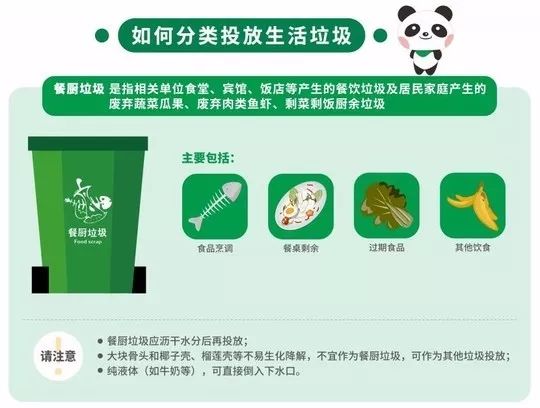 如何分类投放生活垃圾
餐厨垃圾 是指相关单位食堂、宾馆、饭店等产生的餐饮垃圾及居民家庭产生的
废弃蔬菜瓜果、废弃肉类鱼虾、剩菜剩饭厨余垃圾
主要包括：
餐厨垃圾
Food scrap
食品烹调
餐桌剩余
过期食品
其他饮食
请注意
● 餐厨垃圾应沥干水分后再投放；
● 大块骨头和椰子壳、榴莲壳等不易生化降解，不宜作为餐厨垃圾，可作为其他垃圾投放；
● 纯液体（如牛奶等），可直接倒入下水口。